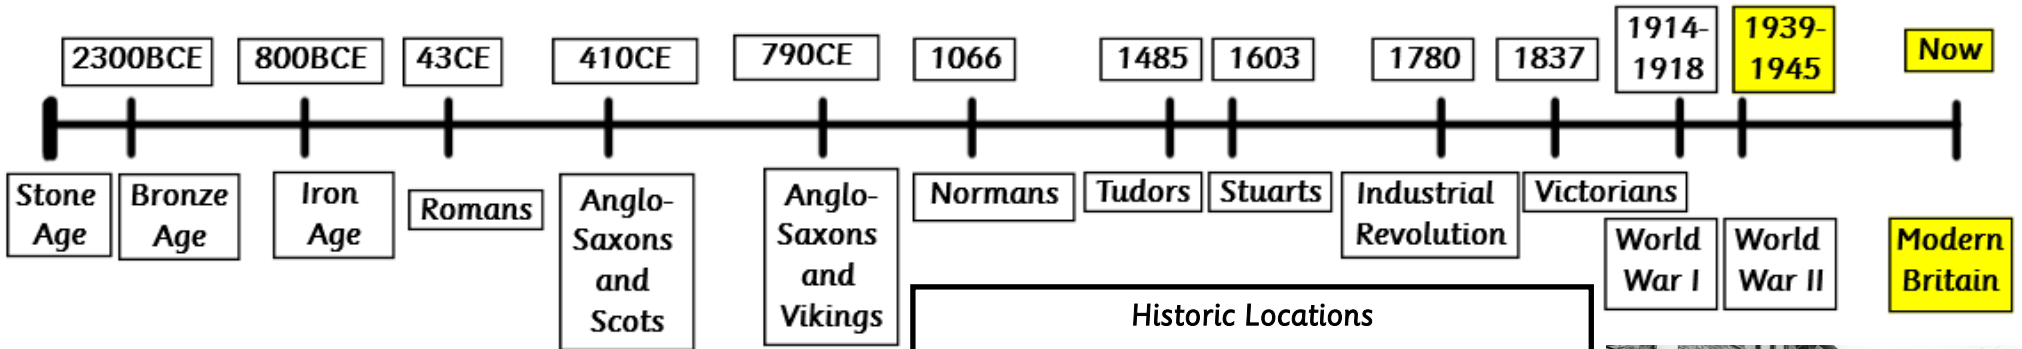 2300BCE
800BCE
43CE
410CE
790CE
1066
1485
1603
1780
1837
1914-
1918
1939-
1945
Now
Stone
Age
Bronze
Age
Iron
Age
Romans
Anglo-
Saxons
and
Scots
Anglo-
Saxons
and
Vikings
Normans
Tudors
Stuarts
Industrial
Revolution
Victorians
World
War I
World
War II
Modern
Britain
Historic Locations